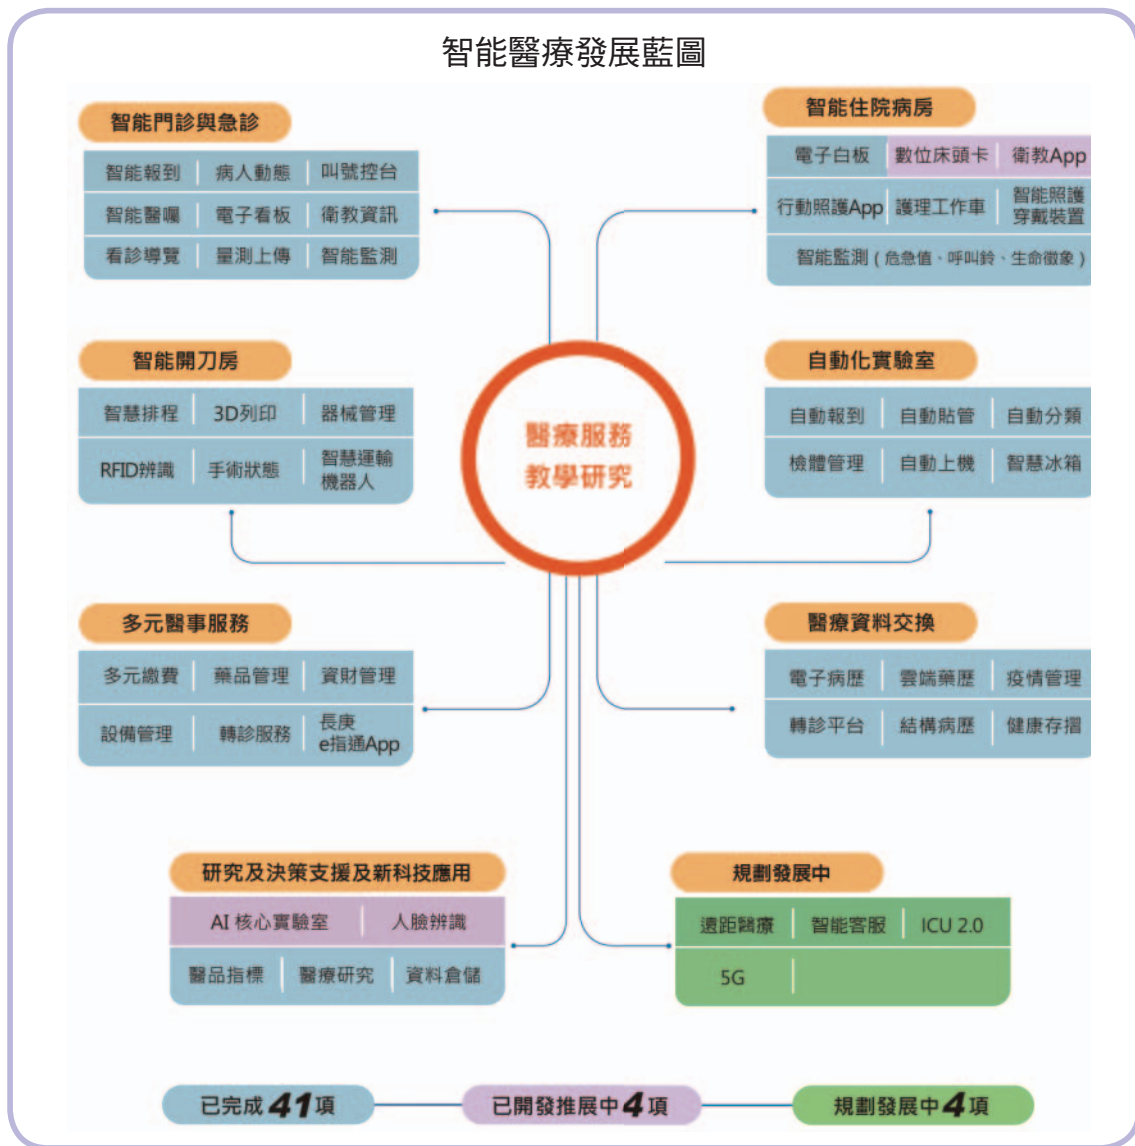 智能醫療發展藍圖
智能門診與急診
智能報到 病人動態 叫號控台
智能醫囑 電子看板 衛教資訊
看診導覽 量測上傳 智能監測
智能住院病房
電子白板 數位床頭卡 衛教App
行動照護App 護理工作車 智能照護
穿戴裝置
智能監測(危急值、呼叫鈴、生命徵象)
智能開刀房
智慧排程 3D列印 器械管理
RFID辨識 手術狀態 智慧運輸
機器人
醫療服務
教學研究
自動化實驗室
自動報到 自動貼管 自動分類
檢體管理 自動上機 智慧冰箱
多元醫事服務
多元繳費 藥品管理 資財管理
設備管理 轉診服務 長庚
e指通App
醫療資料交換
電子病歷 雲端藥歷 疫情管理
轉診平台 結構病歷 健康存摺
研究及決策支援及新科技應用
AI 核心實驗室 人臉辨識
醫品指標 醫療研究 資料倉儲
規劃發展中
遠距醫療 智能客服 ICU 2.0
5G
已完成41項 已開發推展中4項 規劃發展中4項